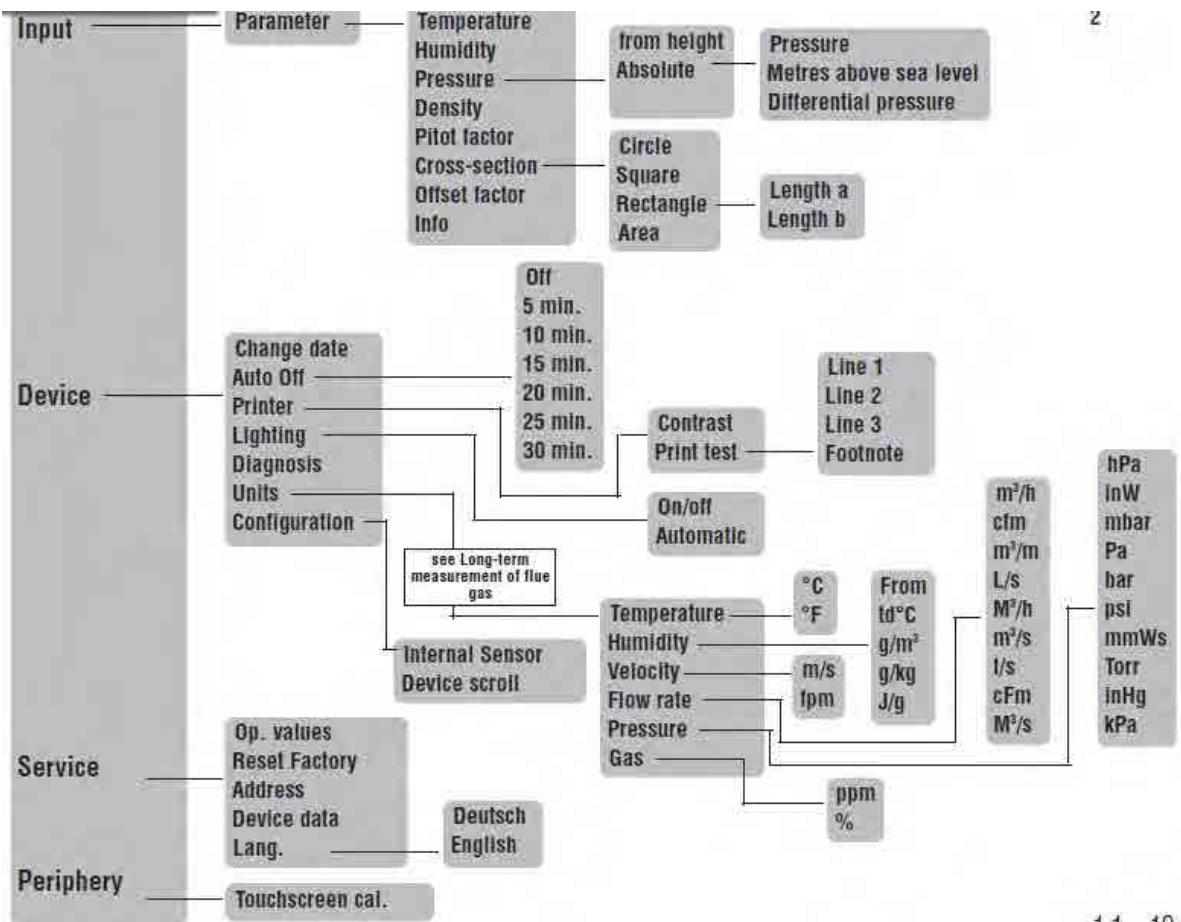 Input
Parameter
Temperature
Humidity
Pressure
Density
Pitot factor
Cross-section
Offset factor
Info
from height
Absolute
Pressure
Metres above sea level
Differential pressure
2
Circle
Square
Rectangle
Area
Length a
Length b
Device
Change date
Auto Off
Printer
Lighting
Diagnosis
Units
Configuration
Off
5 min.
10 min.
15 min.
20 min.
25 min.
30 min.
Contrast
Print test
Line 1
Line 2
Line 3
Footnote
On/off
Automatic
see Long-term
measurement of flue
gas
Internal Sensor
Device scroll
Temperature
Humidity
Velocity
Flow rate
Pressure
Gas
°C
°F
From
td°C
g/m³
g/kg
J/g
m/s
fpm
m³/h
cfm
m³/m
L/s
M³/h
m³/s
l/s
cFm
M³/s
hPa
inW
mbar
Pa
bar
psi
mmWs
Torr
inHg
kPa
ppm
%
Service
Op. values
Reset Factory
Address
Device data
Lang.
Deutsch
English
Periphery
Touchscreen cal.